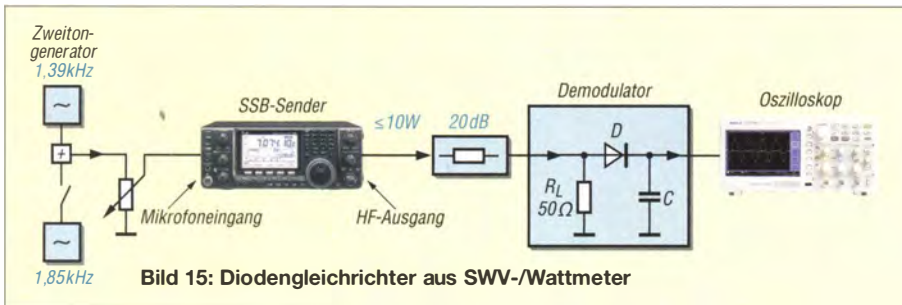 Zweiton-
generator
1,39kHz
~
+
~
1,85kHz
SSB-Sender
Mikrofoneingang
HF-Ausgang
≤10W
20dB
Demodulator
D
RL
50Ω
C
Oszilloskop
Bild 15: Diodengleichrichter aus SWV-/Wattmeter